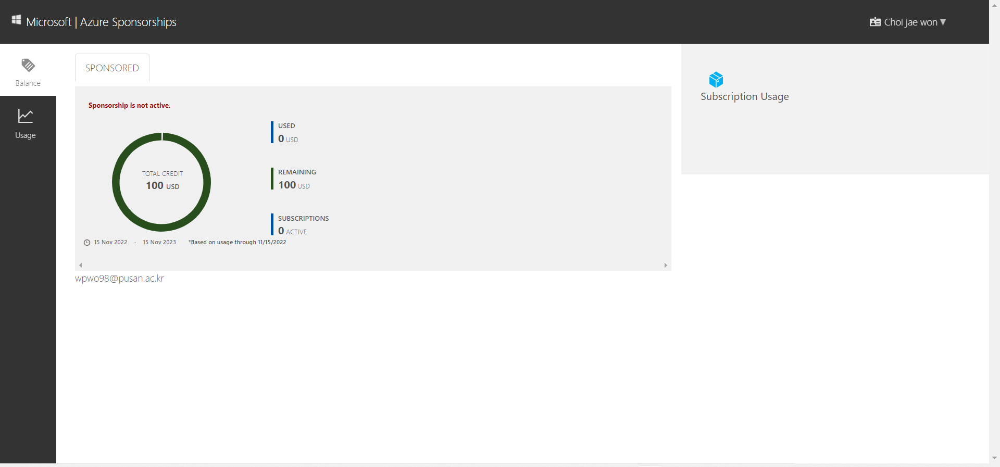 Microsoft | Azure Sponsorships
Choi jae won ▼
Balance
Usage
SPONSORED
Sponsorship is not active.
TOTAL CREDIT
100 USD
USED
0 USD
REMAINING
100 USD
SUBSCRIPTIONS
0 ACTIVE
15 Nov 2022 - 15 Nov 2023 *Based on usage through 11/15/2022
wpwo98@pusan.ac.kr
Subscription Usage